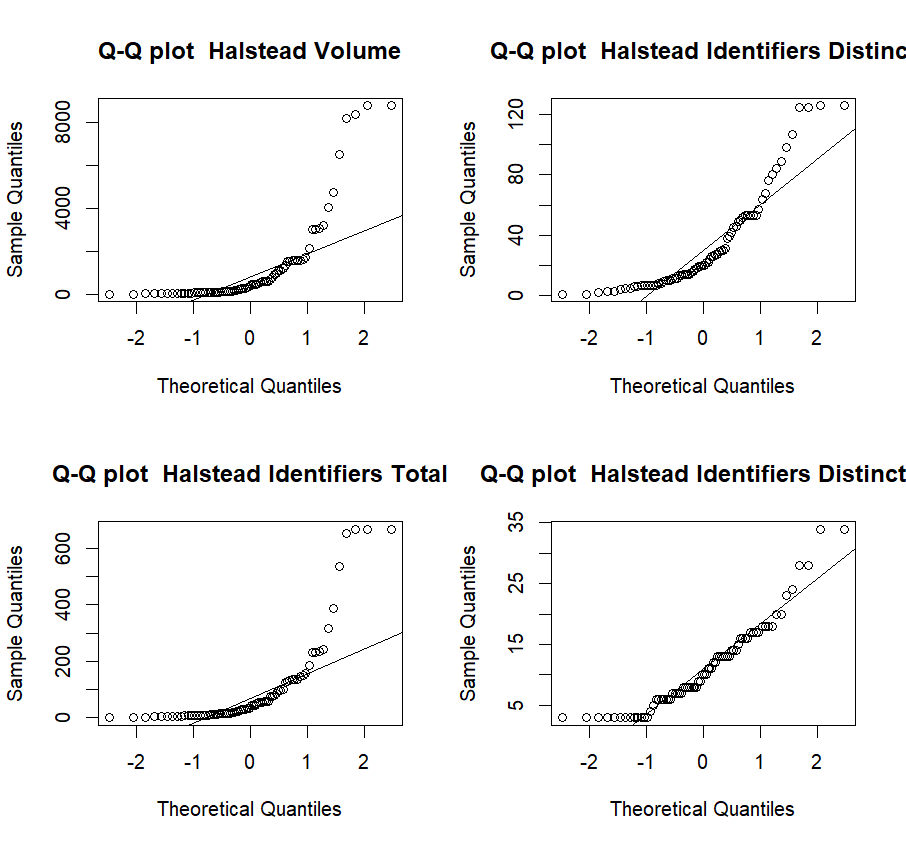 Q-Q plot  Halstead Volume
Sample Quantiles
8000
4000
0
-2 -1 0 1 2
Theoretical Quantiles
Q-Q plot  Halstead Identifiers Distinc
Sample Quantiles
120
80
40
0
-2 -1 0 1 2
Theoretical Quantiles
Q-Q plot  Halstead Identifiers Total
Sample Quantiles
600
400
200
0
-2 -1 0 1 2
Theoretical Quantiles
Q-Q plot  Halstead Identifiers Distinct
Sample Quantiles
35
25
15
5
-2 -1 0 1 2
Theoretical Quantiles